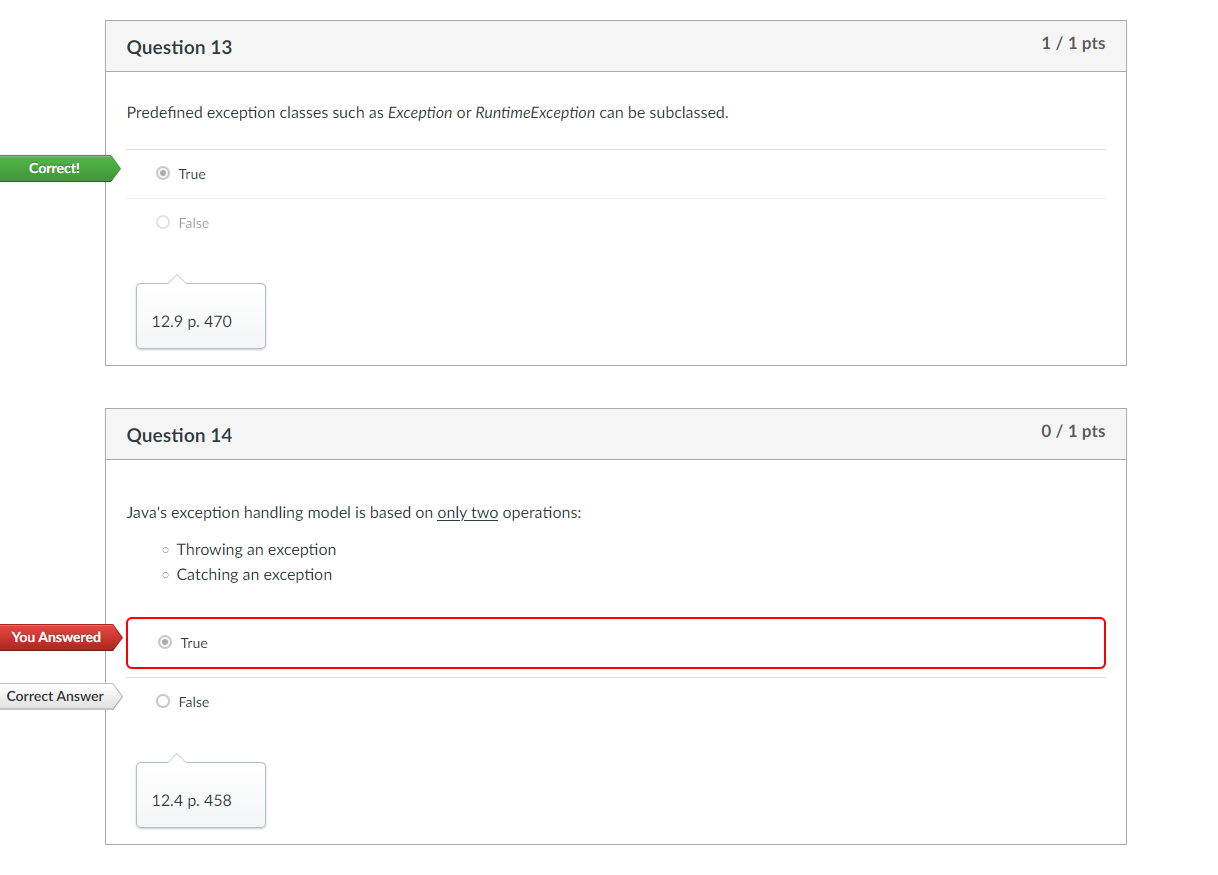 Question 13
1 / 1 pts
Predefined exception classes such as Exception or RuntimeException can be subclassed.
Correct!
True
False
12.9 p. 470
Question 14
0 / 1 pts
Java's exception handling model is based on only two operations:
Throwing an exception
Catching an exception
You Answered
True
Correct Answer
False
12.4 p. 458